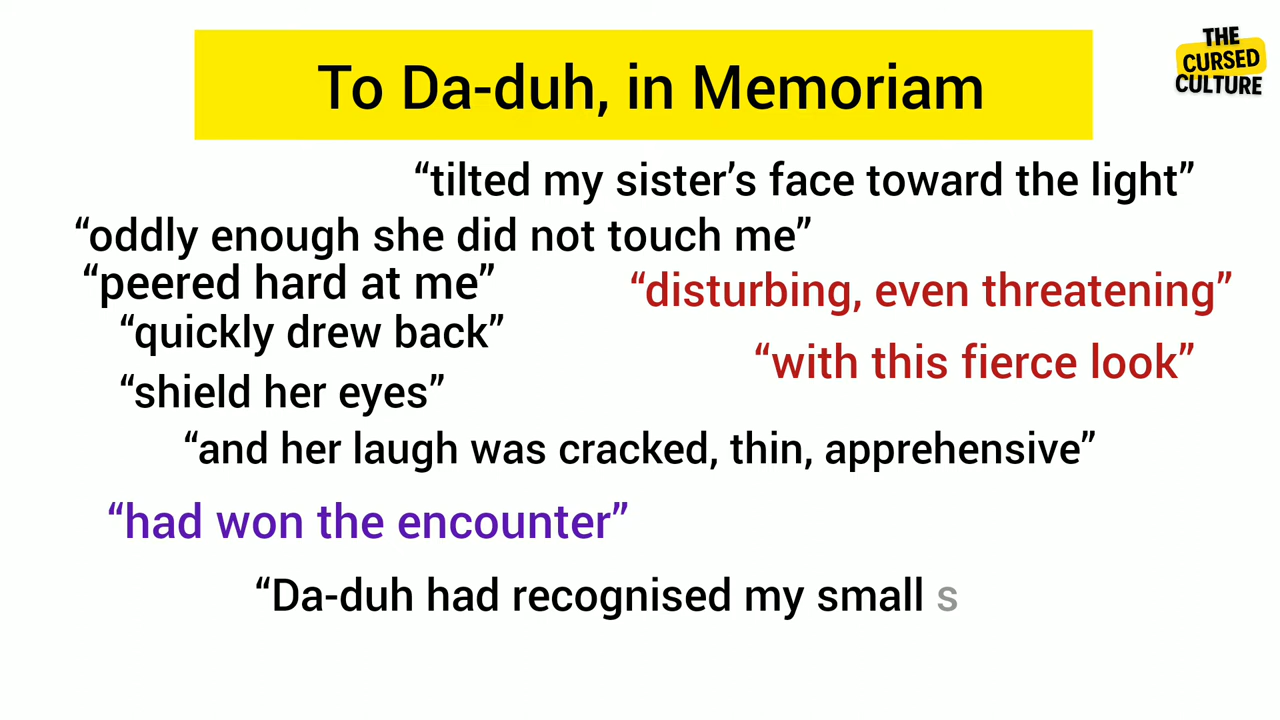 To Da-duh, in Memoriam
THE
CURSED
CULTURE
“tilted my sister’s face toward the light”
“oddly enough she did not touch me”
“peered hard at me”
“disturbing, even threatening”
“quickly drew back”
“with this fierce look”
“shield her eyes”
“and her laugh was cracked, thin, apprehensive”
“had won the encounter”
“Da-duh had recognised my small s